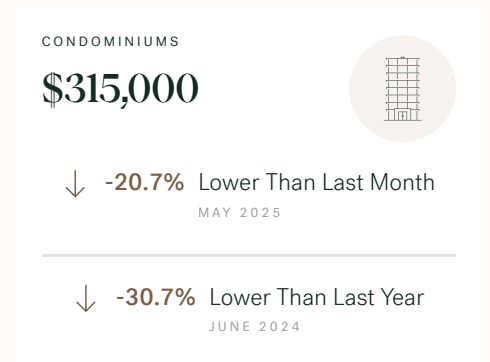 CONDOMINIUMS
$315,000
-20.7% Lower Than Last Month
MAY 2025
-30.7% Lower Than Last Year
JUNE 2024